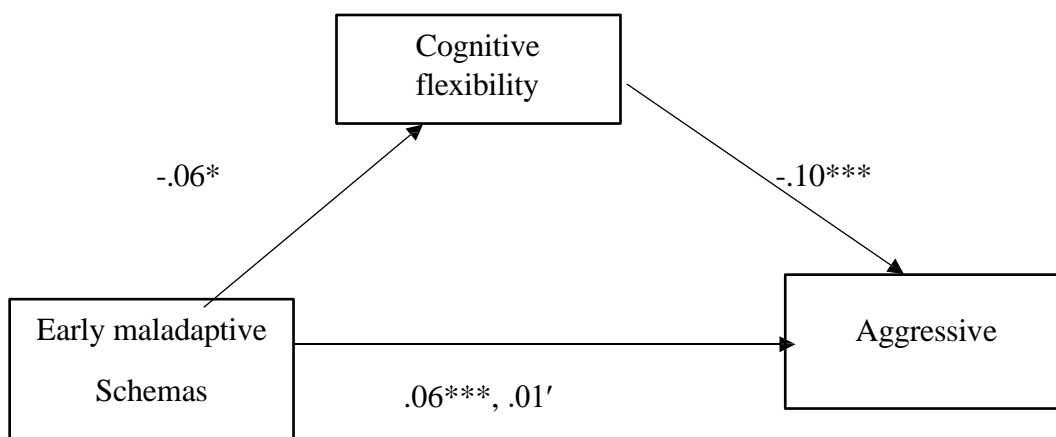 Cognitive
flexibility
-.06*
-.10***
Early maladaptive
Schemas
Aggressive
.06***, .01′